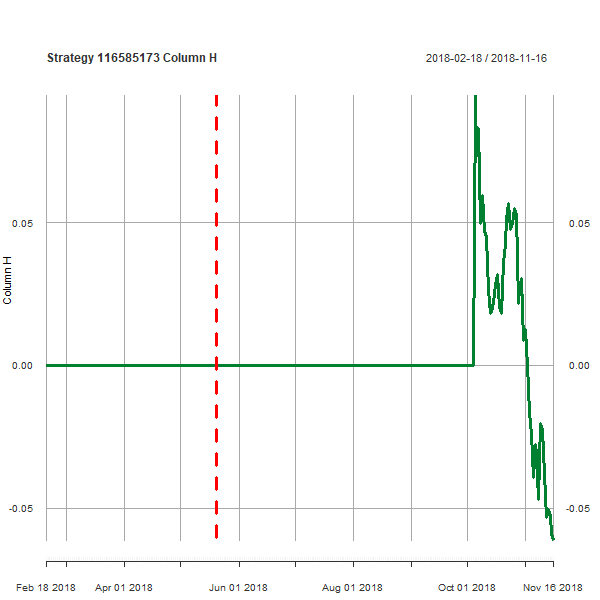 Strategy 116585173 Column H
2018-02-18 / 2018-11-16
Column H
0.05
0.00
-0.05
0.05
0.00
-0.05
Feb 18 2018
Apr 01 2018
Jun 01 2018
Aug 01 2018
Oct 01 2018
Nov 16 2018